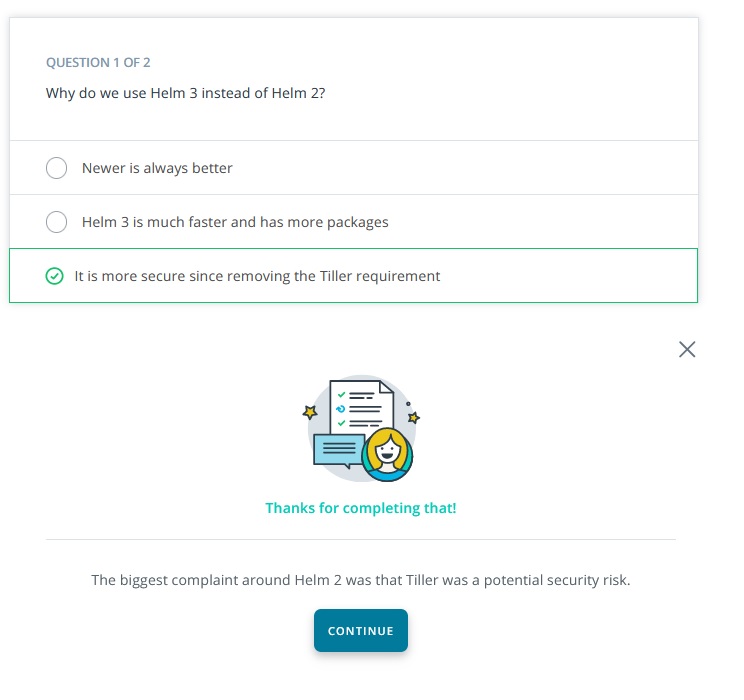 QUESTION 1 OF 2
Why do we use Helm 3 instead of Helm 2?
Newer is always better
Helm 3 is much faster and has more packages
It is more secure since removing the Tiller requirement
Thanks for completing that!
The biggest complaint around Helm 2 was that Tiller was a potential security risk.
CONTINUE